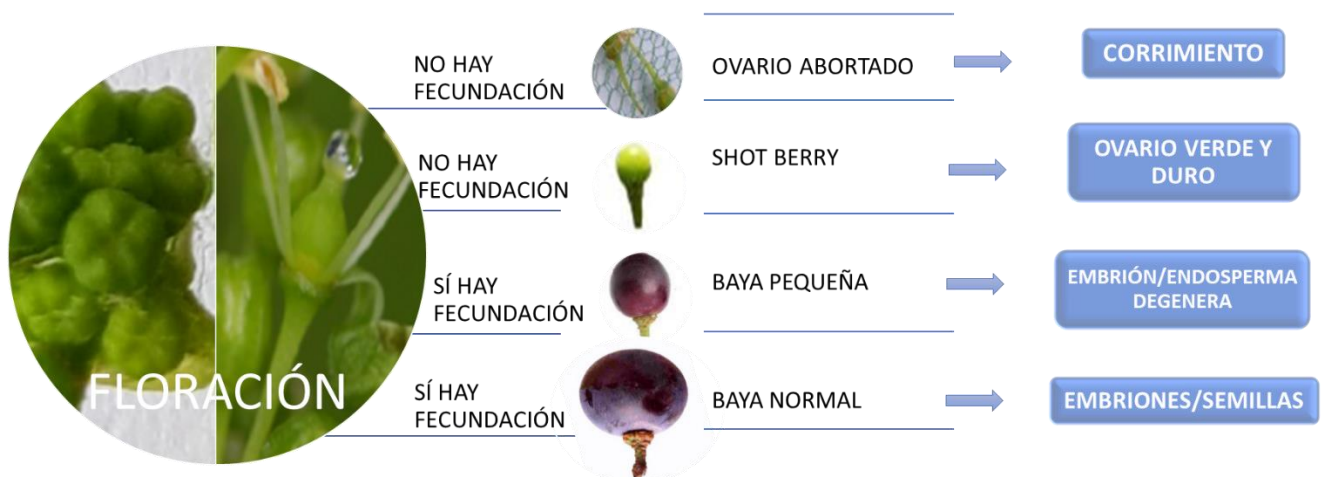 FLORACIÓN
NO HAY
FECUNDACIÓN
OVARIO ABORTADO
CORRIMIENTO
NO HAY
FECUNDACIÓN
SHOT BERRY
OVARIO VERDE Y
DURO
SÍ HAY
FECUNDACIÓN
BAYA PEQUEÑA
EMBRIÓN/ENDOSPERMA
DEGENERA
SÍ HAY
FECUNDACIÓN
BAYA NORMAL
EMBRIONES/SEMILLAS